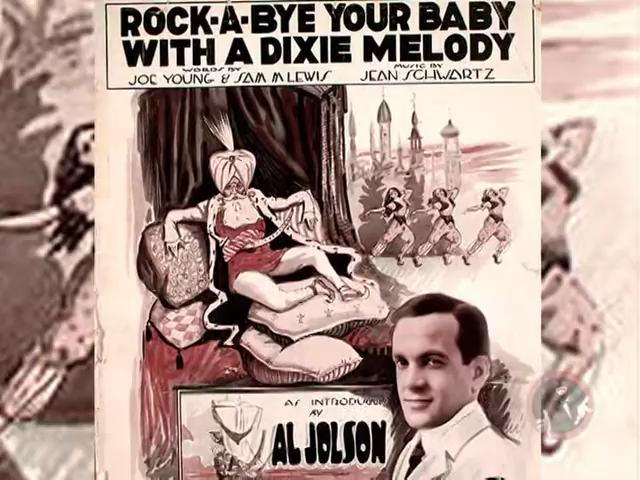 ROCK-A-BYE YOUR BABY
WITH A DIXIE MELODY
WORDS BY
MUSIC BY
JOE YOUNG & SAM M LEWIS
JEAN SCHWARTZ
AS INTRODUCED
BY
AL JOLSON